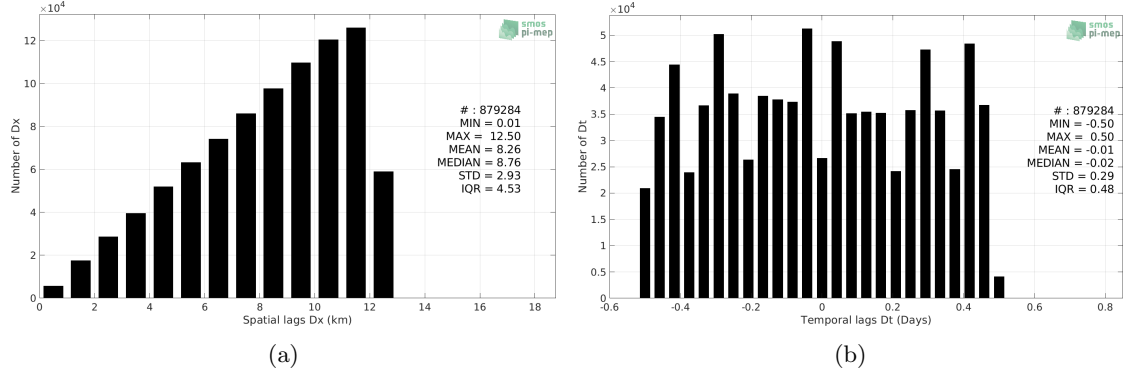 ×10⁴
12
10
8
6
4
2
0
Number of Dx
0 2 4 6 8 10 12 14 16 18
Spatial lags Dx (km)
smos
pi-mep
# : 879284
MIN = 0.01
MAX = 12.50
MEAN = 8.26
MEDIAN = 8.76
STD = 2.93
IQR = 4.53
(a)
×10⁴
5
4.5
4
3.5
3
2.5
2
1.5
1
0.5
0
Number of Dt
-0.6 -0.4 -0.2 0 0.2 0.4 0.6 0.8
Temporal lags Dt (Days)
smos
pi-mep
# : 879284
MIN = -0.50
MAX = 0.50
MEAN = -0.01
MEDIAN = -0.02
STD = 0.29
IQR = 0.48
(b)